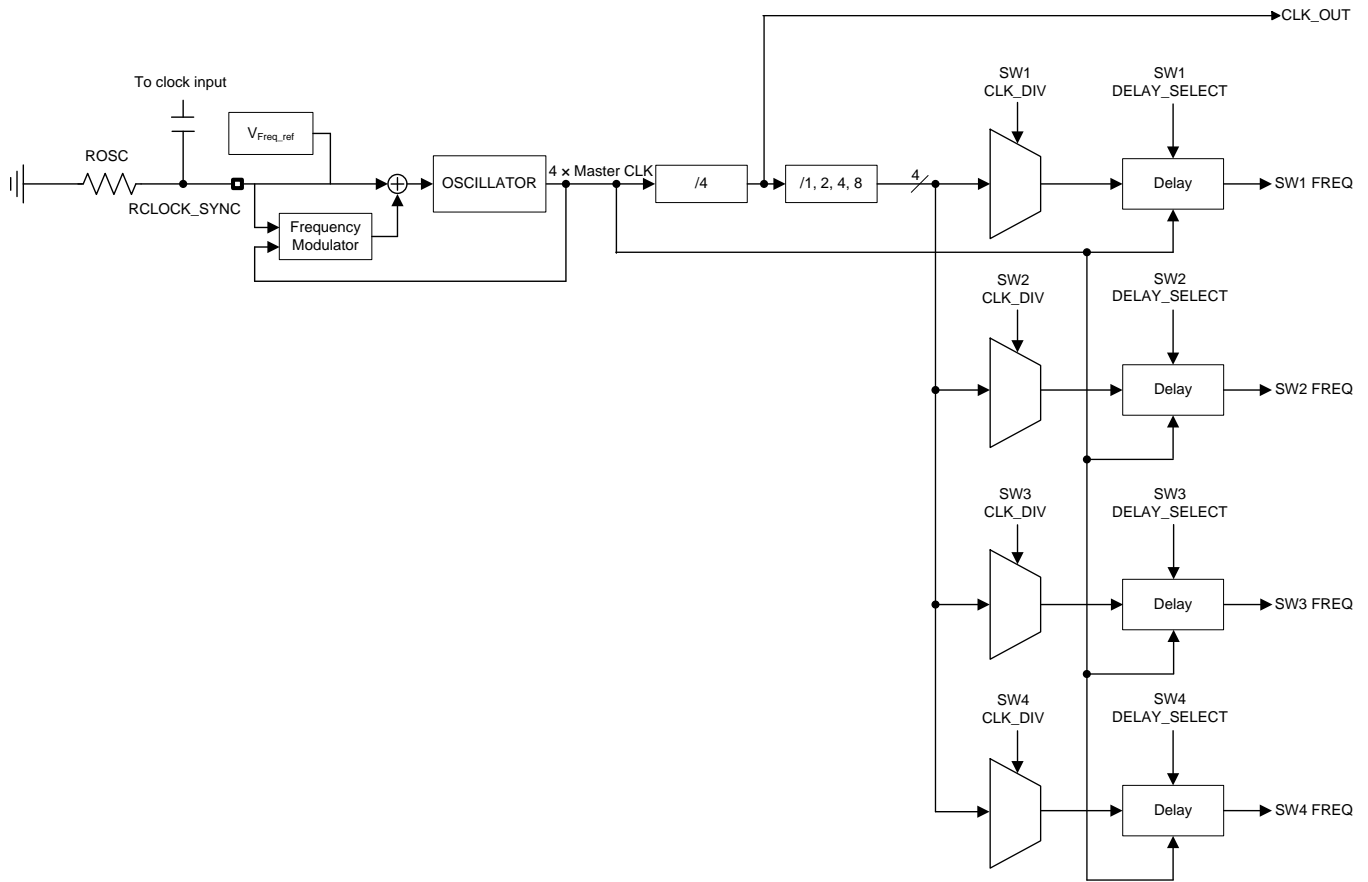 CLK_OUT
To clock input
SW1
CLK_DIV
SW1
DELAY_SELECT
VFreq_ref
ROSC
RCLOCK_SYNC
OSCILLATOR
4 × Master CLK
/4
/1, 2, 4, 8
4
Delay
SW1 FREQ
Frequency
Modulator
SW2
CLK_DIV
SW2
DELAY_SELECT
Delay
SW2 FREQ
SW3
CLK_DIV
SW3
DELAY_SELECT
Delay
SW3 FREQ
SW4
CLK_DIV
SW4
DELAY_SELECT
Delay
SW4 FREQ